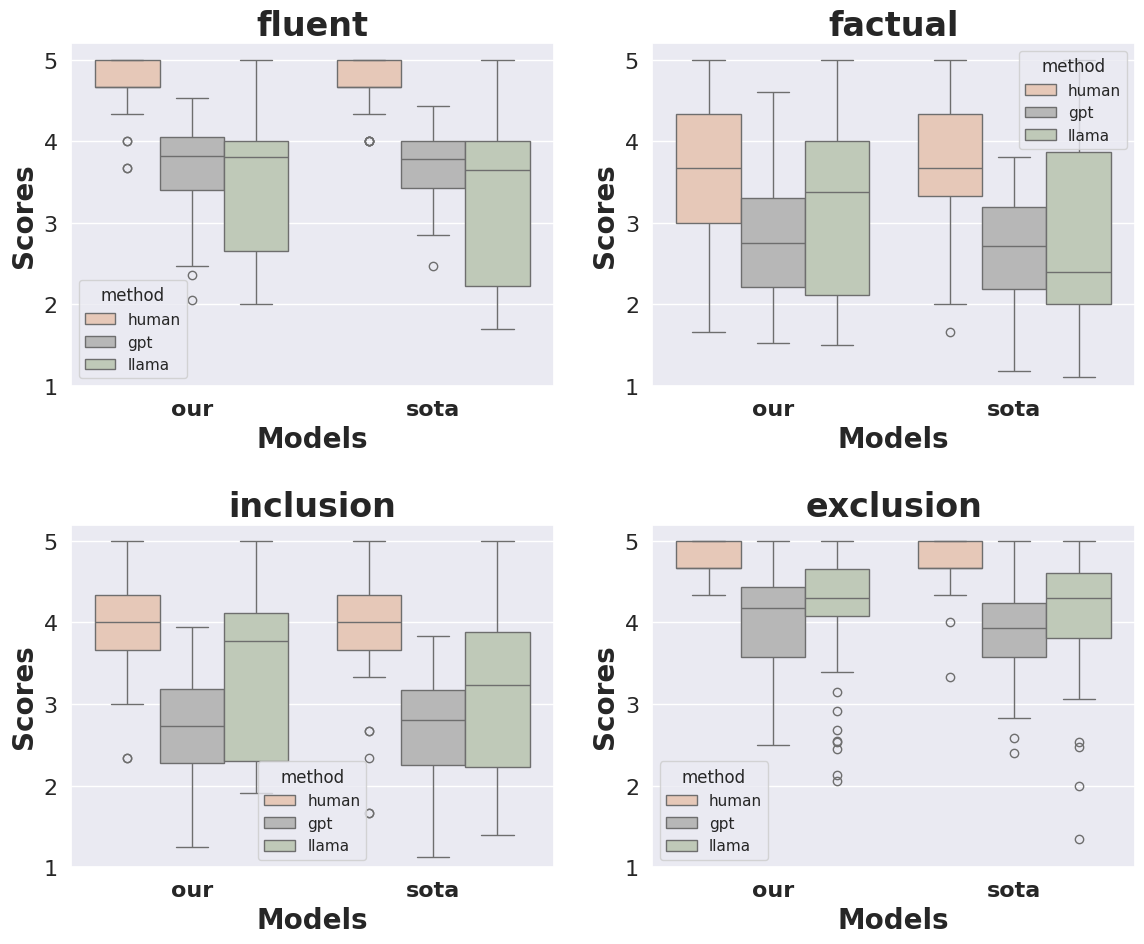 fluent
5
4
3
2
1
Scores
method
human
gpt
llama
our
sota
Models
factual
5
4
3
2
1
Scores
method
human
gpt
llama
our
sota
Models
inclusion
5
4
3
2
1
Scores
method
human
gpt
llama
our
sota
Models
exclusion
5
4
3
2
1
Scores
method
human
gpt
llama
our
sota
Models